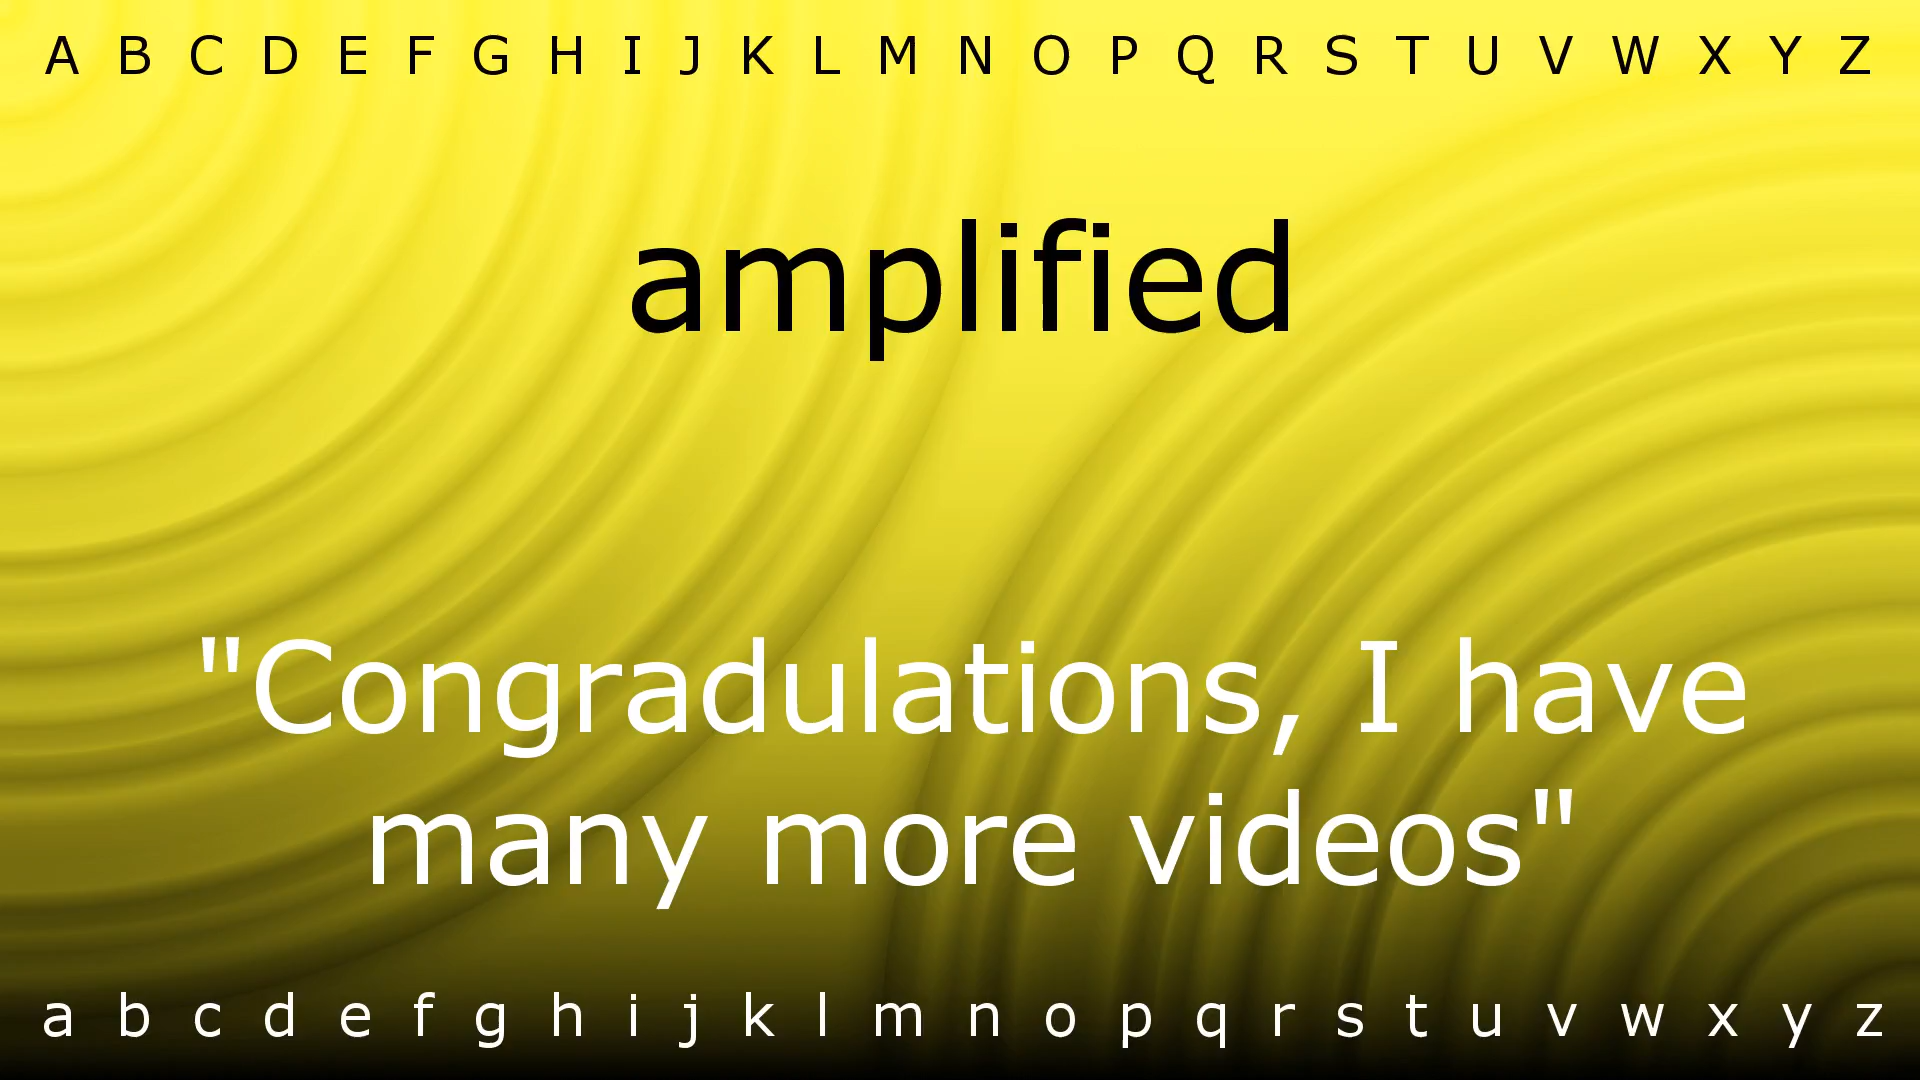 A B C D E F G H I J K L M N O P Q R S T U V W X Y Z
amplified
"Congradulations, I have
many more videos"
a b c d e f g h i j k l m n o p q r s t u v w x y z